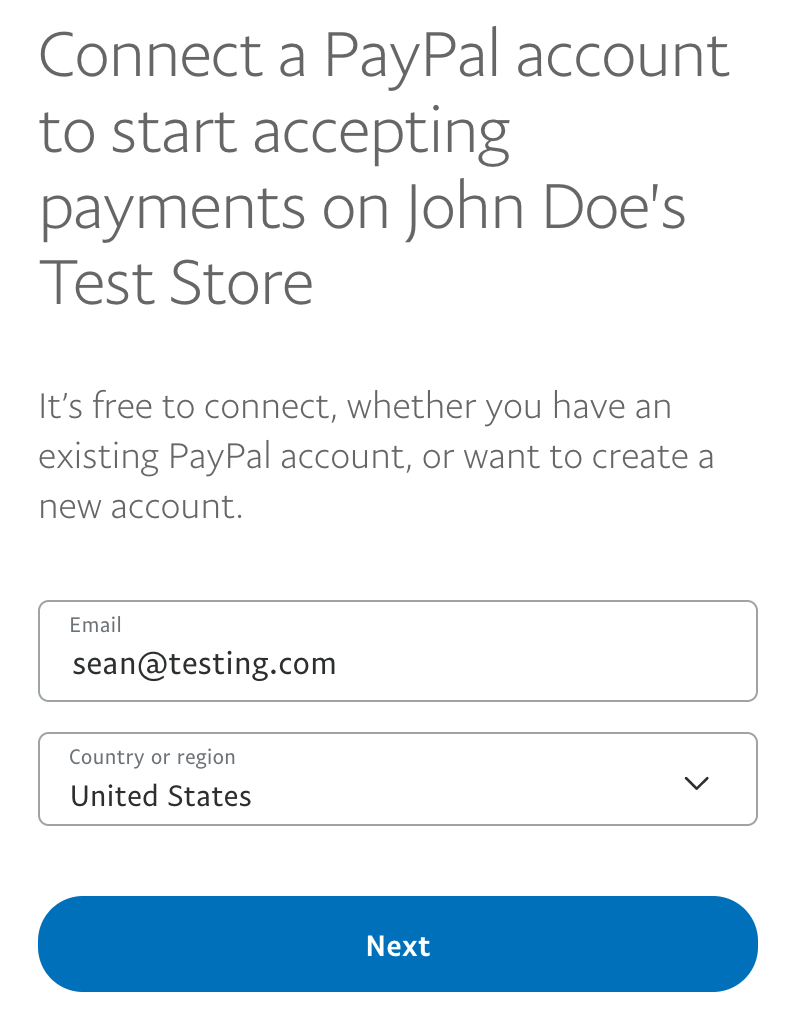 Connect a PayPal account
to start accepting
payments on John Doe's
Test Store
It’s free to connect, whether you have an
existing PayPal account, or want to create a
new account.
Email
sean@testing.com
Country or region
United States
Next